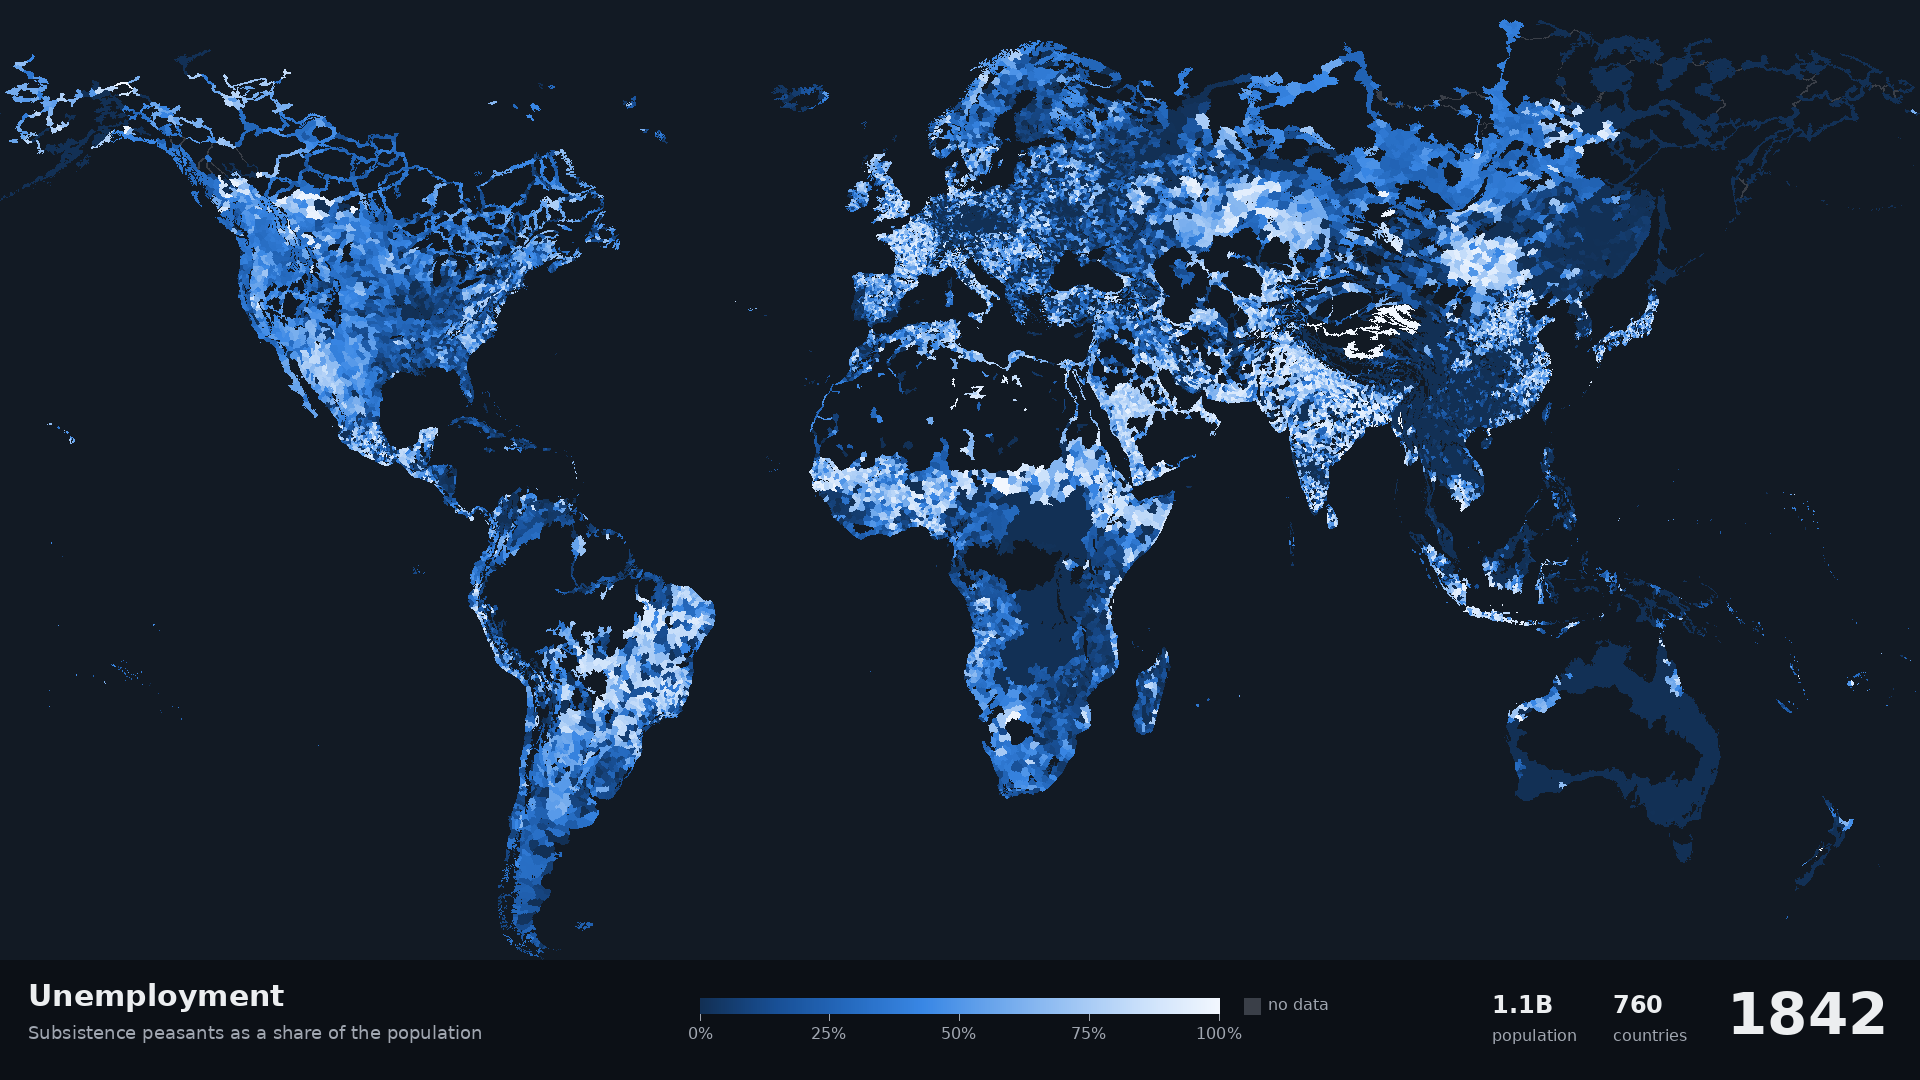 Unemployment
Subsistence peasants as a share of the population
0% 25% 50% 75% 100%
no data
1.1B
population
760
countries
1842